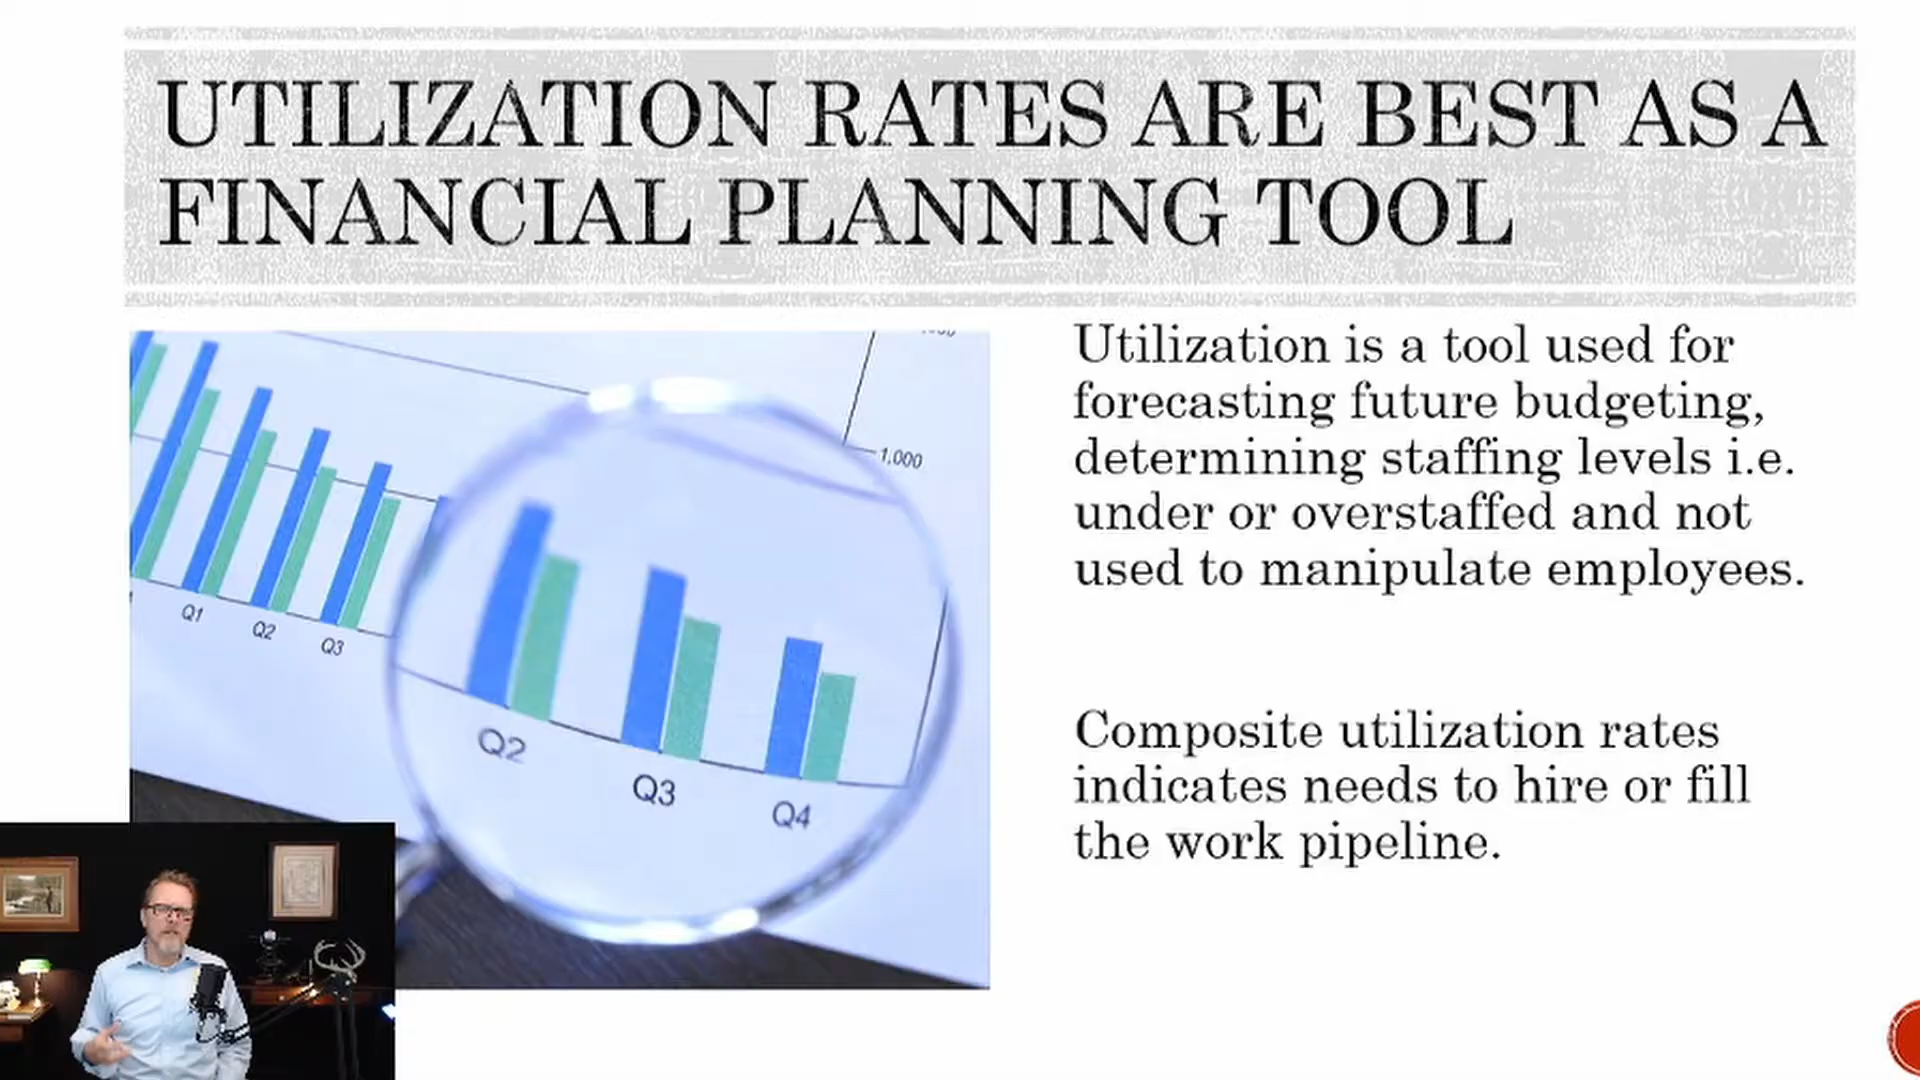 UTILIZATION RATES ARE BEST AS A
FINANCIAL PLANNING TOOL
Utilization is a tool used for
forecasting future budgeting,
determining staffing levels i.e.
under or overstaffed and not
used to manipulate employees.
Composite utilization rates
indicates needs to hire or fill
the work pipeline.
1,000
Q1
Q2
Q3
Q2
Q3
Q4